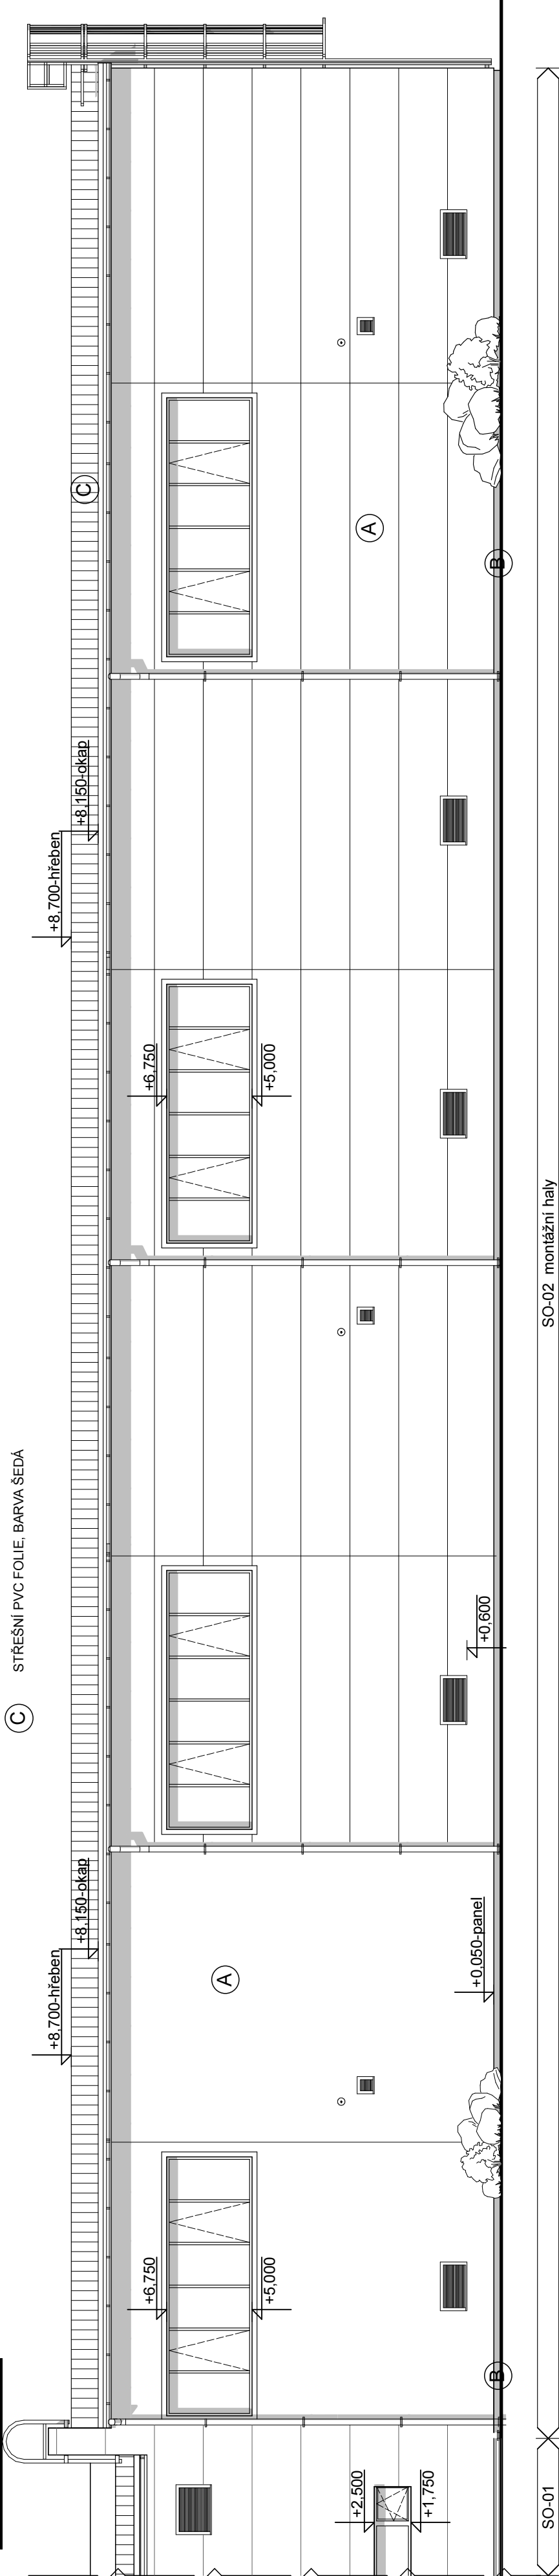 C STŘEŠNÍ PVC FOLIE, BARVA ŠEDÁ
+8,700-hřeben
+8,150-okap
+8,700-hřeben
+8,150-okap
C
+6,750
+5,000
+6,750
+5,000
A
A
+2,500
+1,750
+0,050-panel
+0,600
B
B
SO-01
SO-02 montážní haly